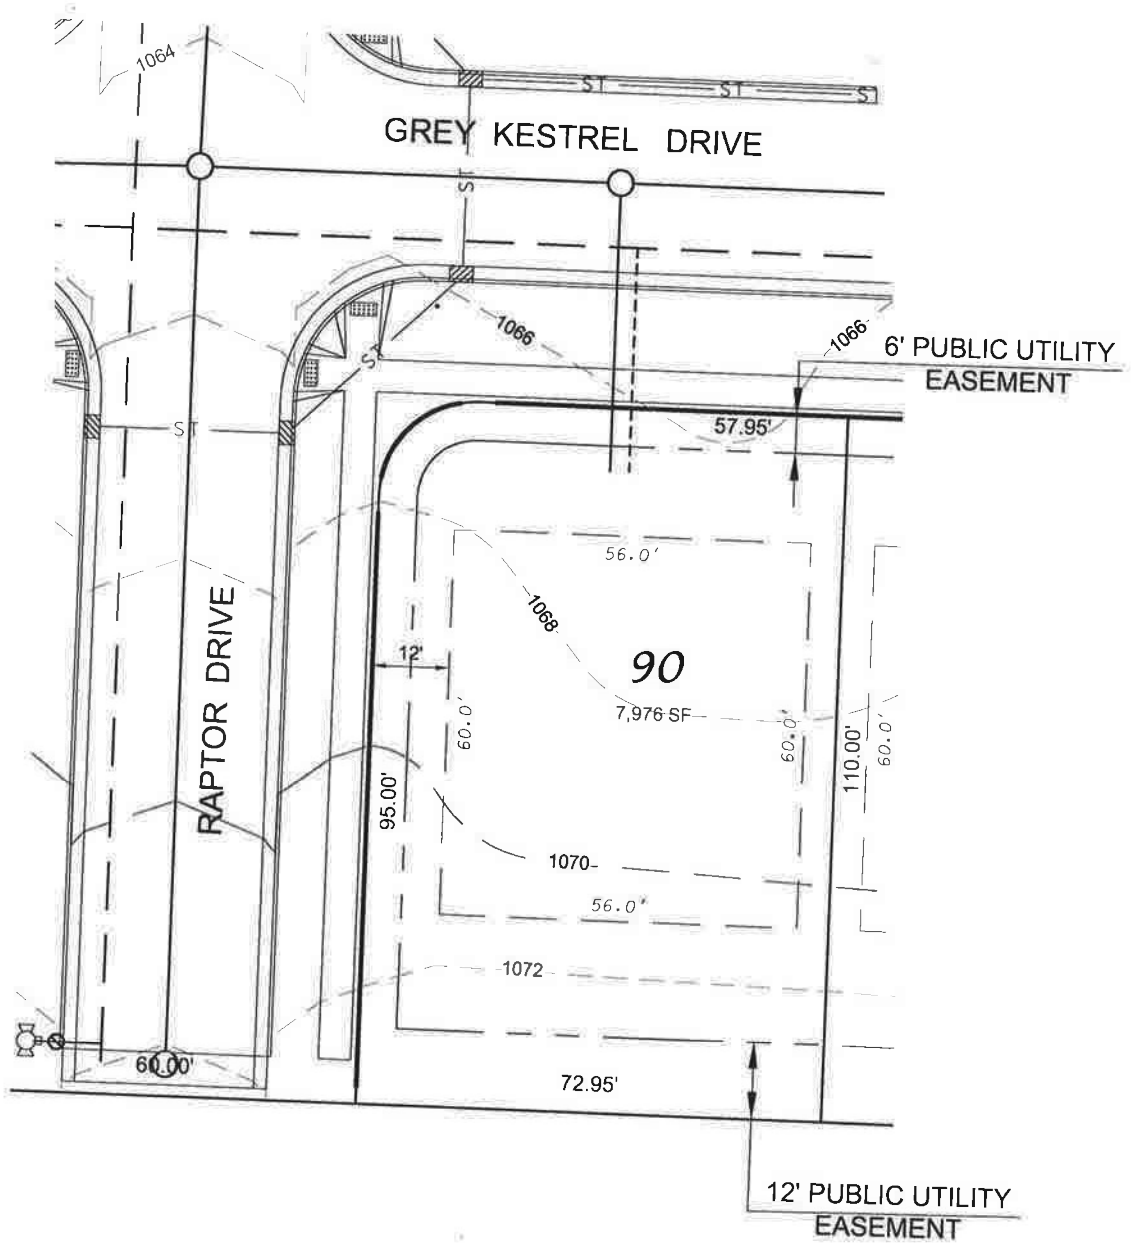 1064
ST
ST
S
GREY KESTREL DRIVE
ST
1066
1066
6' PUBLIC UTILITY
EASEMENT
ST
57.95'
ST
56.0'
1068
RAPTOR DRIVE
12'
90
7,976 SF
60.0'
60.0'
110.00'
60.0'
95.00'
1070
56.0'
1072
60.00'
72.95'
12' PUBLIC UTILITY
EASEMENT